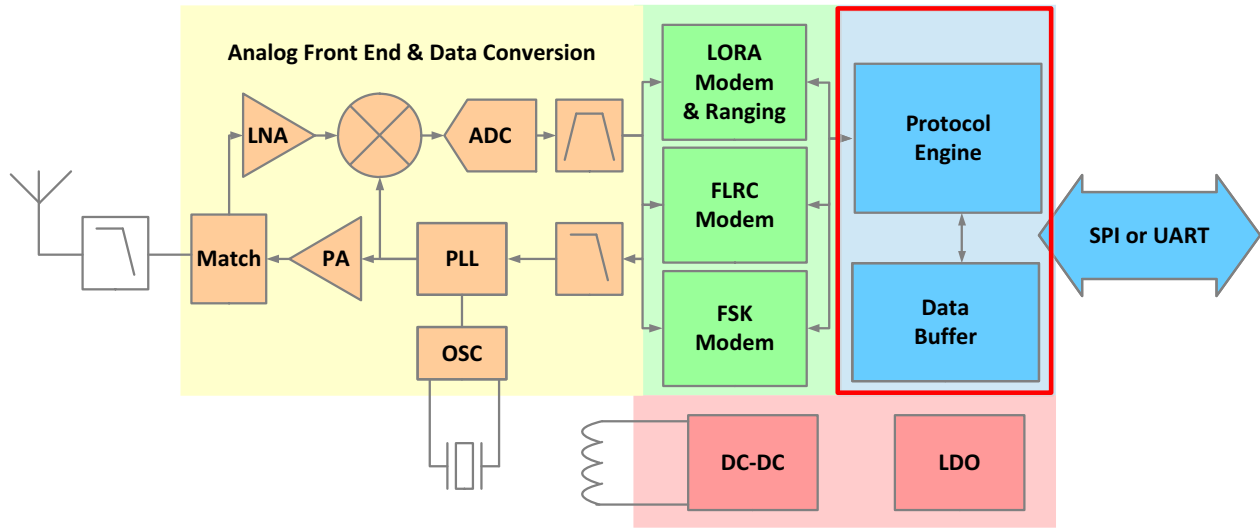 Analog Front End & Data Conversion
LNA
ADC
Match
PA
PLL
OSC
LORA
Modem
& Ranging
FLRC
Modem
FSK
Modem
Protocol
Engine
Data
Buffer
SPI or UART
DC-DC
LDO